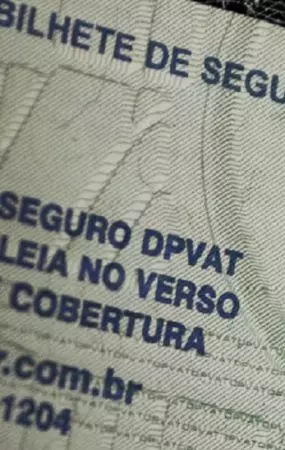 BILHETE DE SEGU
SEGURO DPVAT
LEIA NO VERSO
COBERTURA
r.com.br
1204